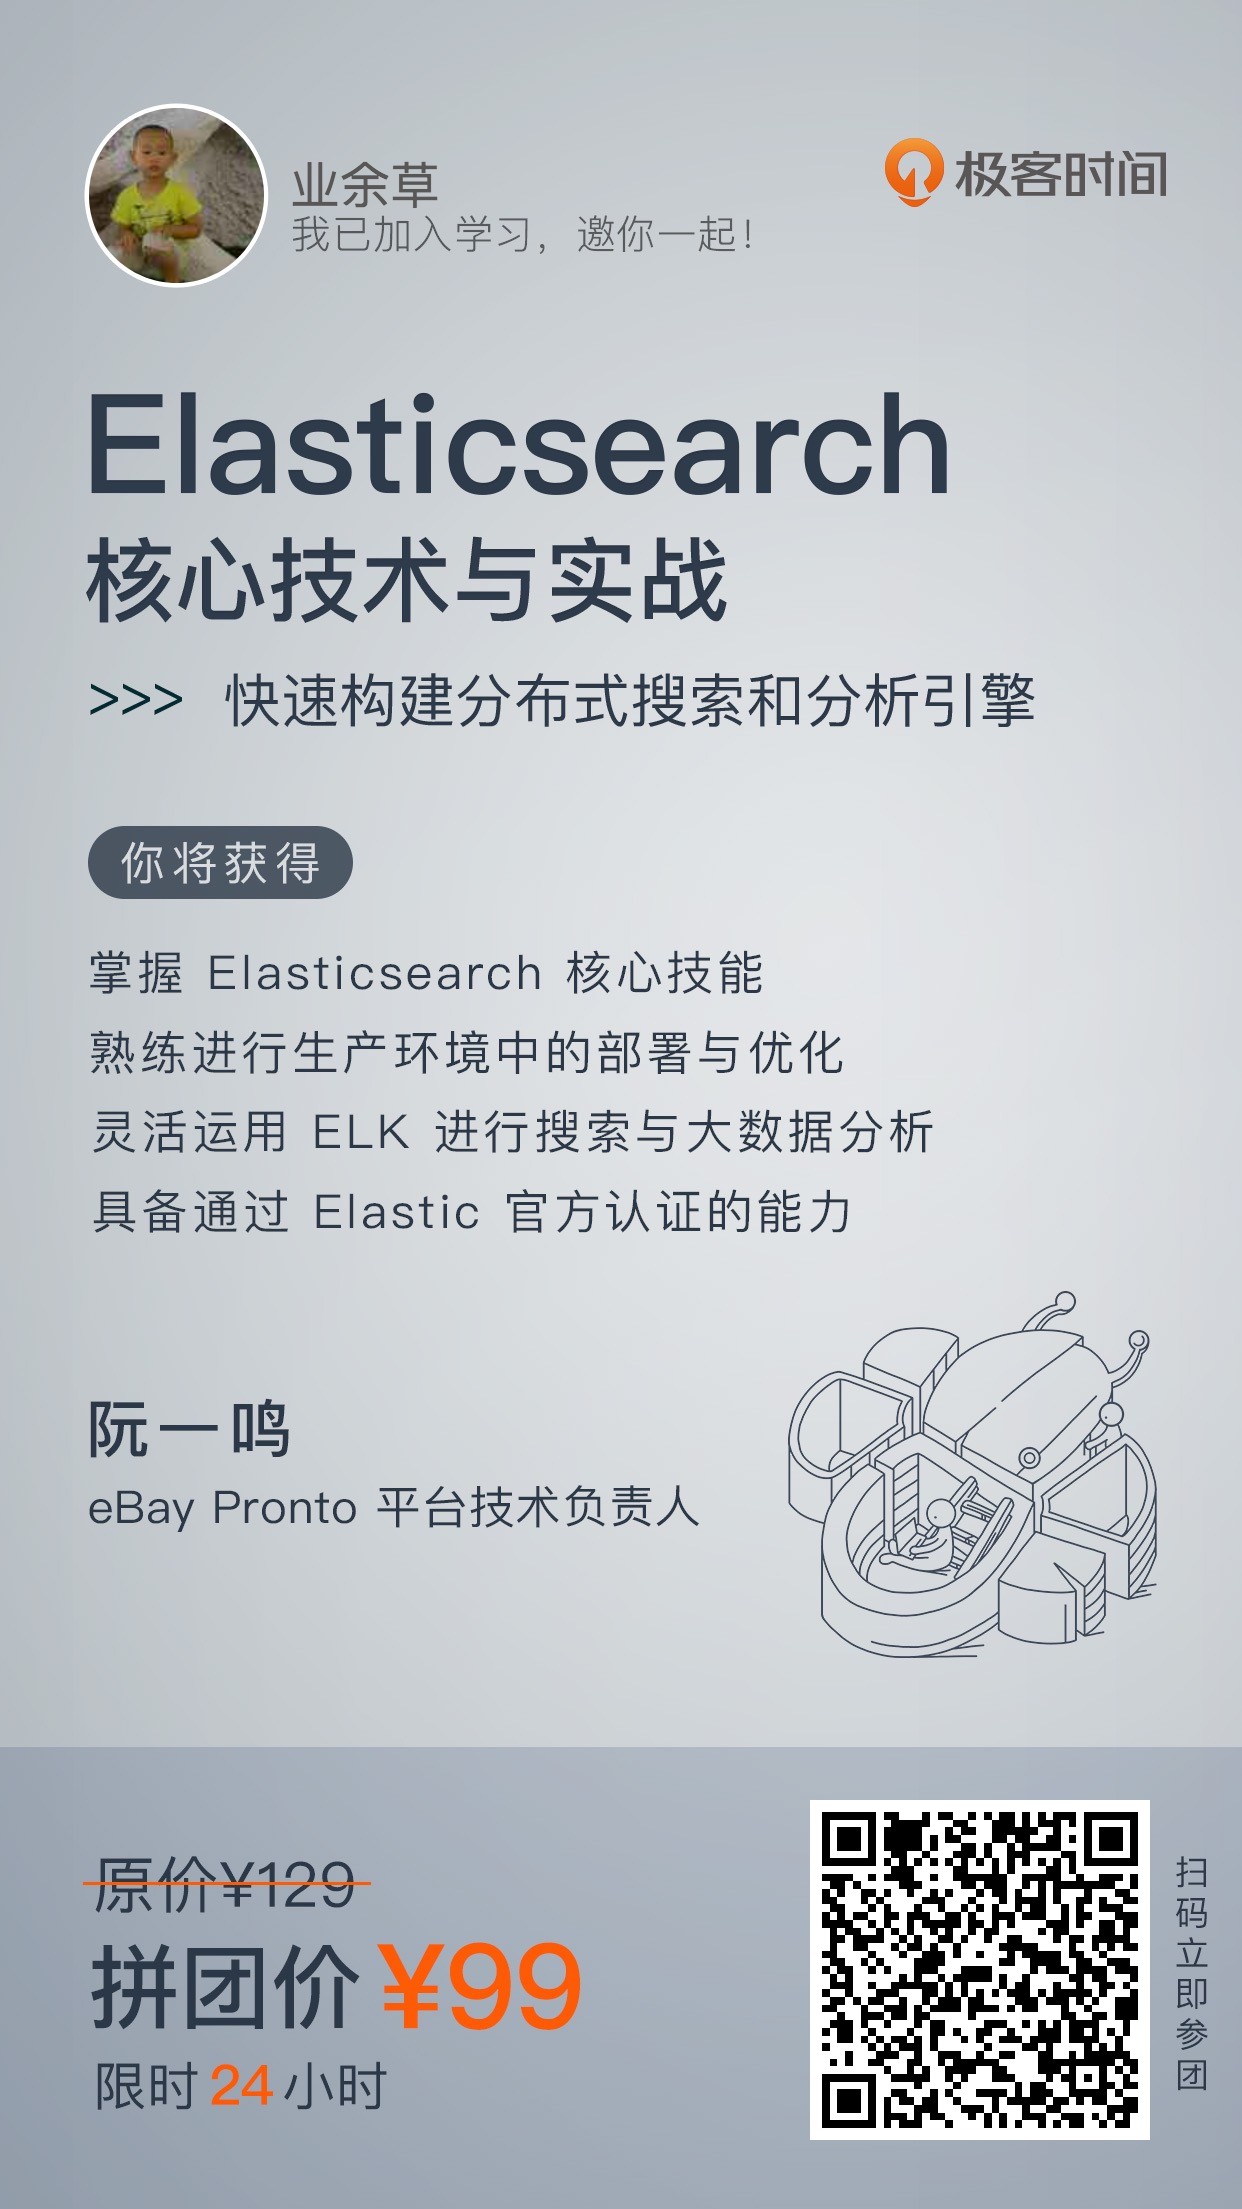 业余草
我已加入学习，邀你一起！
极客时间
Elasticsearch
核心技术与实战
>>> 快速构建分布式搜索和分析引擎
你将获得
掌握 Elasticsearch 核心技能
熟练进行生产环境中的部署与优化
灵活运用 ELK 进行搜索与大数据分析
具备通过 Elastic 官方认证的能力
阮一鸣
eBay Pronto 平台技术负责人
原价¥129
拼团价 ¥99
限时 24 小时
扫码立即参团